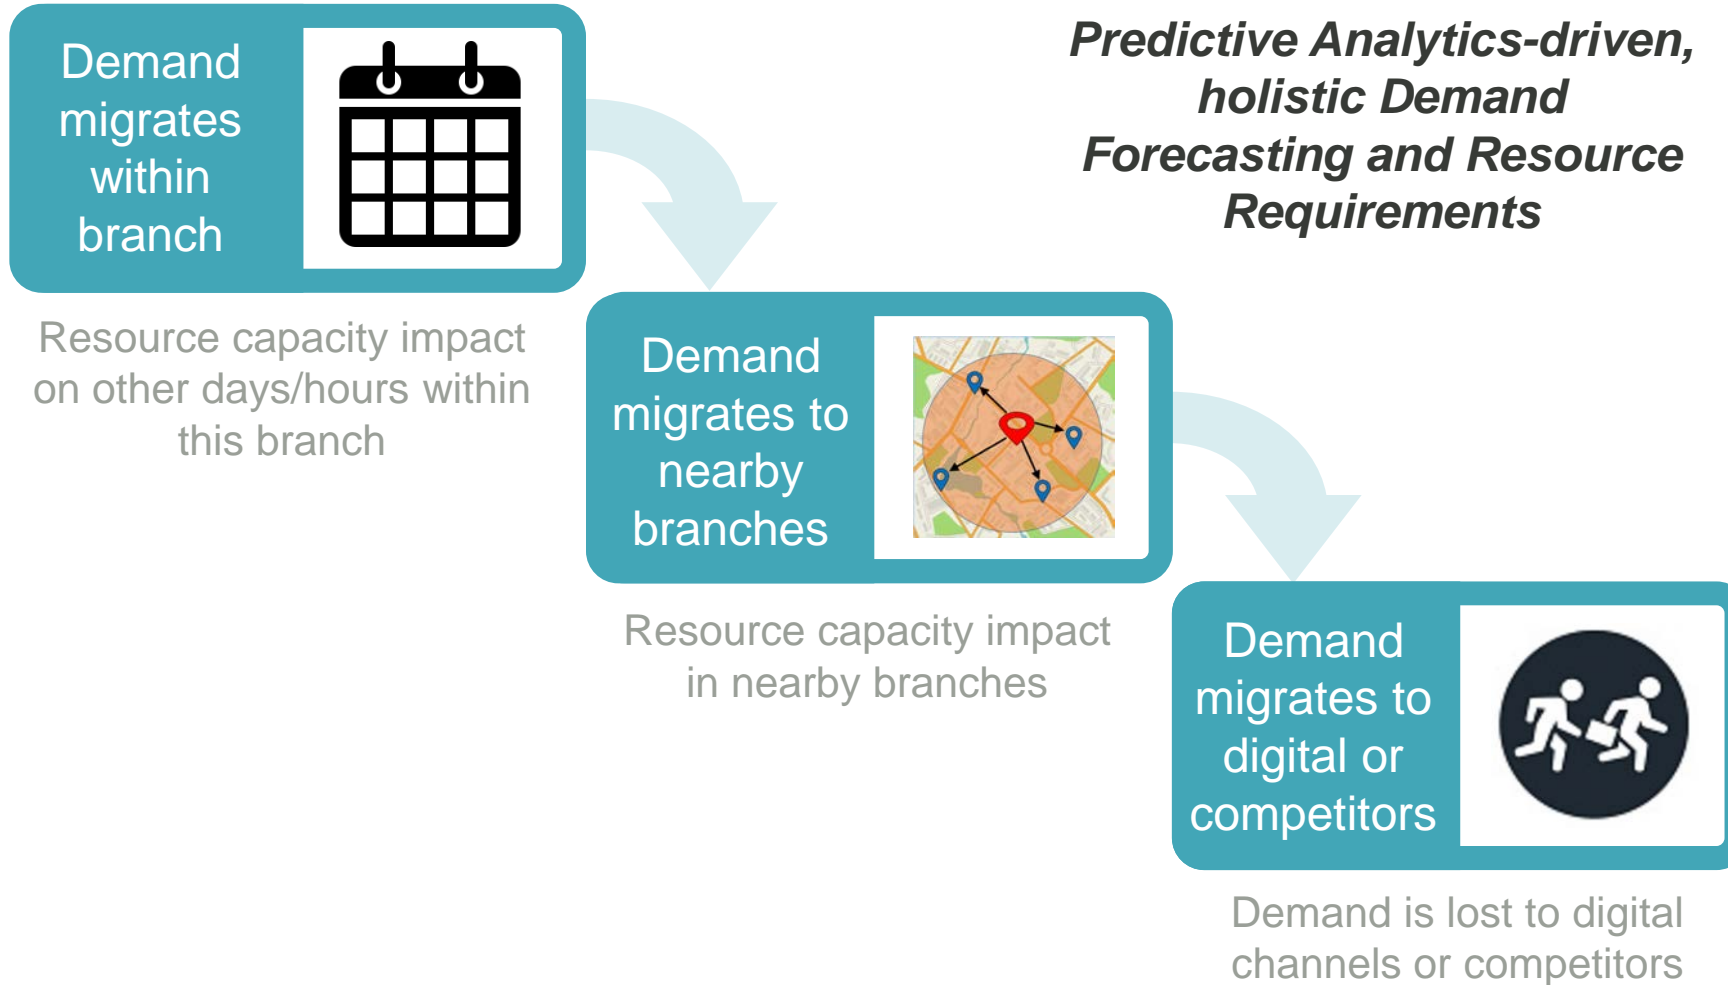 Demand
migrates
within
branch
Predictive Analytics-driven,
holistic Demand
Forecasting and Resource
Requirements
Resource capacity impact
on other days/hours within
this branch
Demand
migrates to
nearby
branches
Resource capacity impact
in nearby branches
Demand
migrates to
digital or
competitors
Demand is lost to digital
channels or competitors